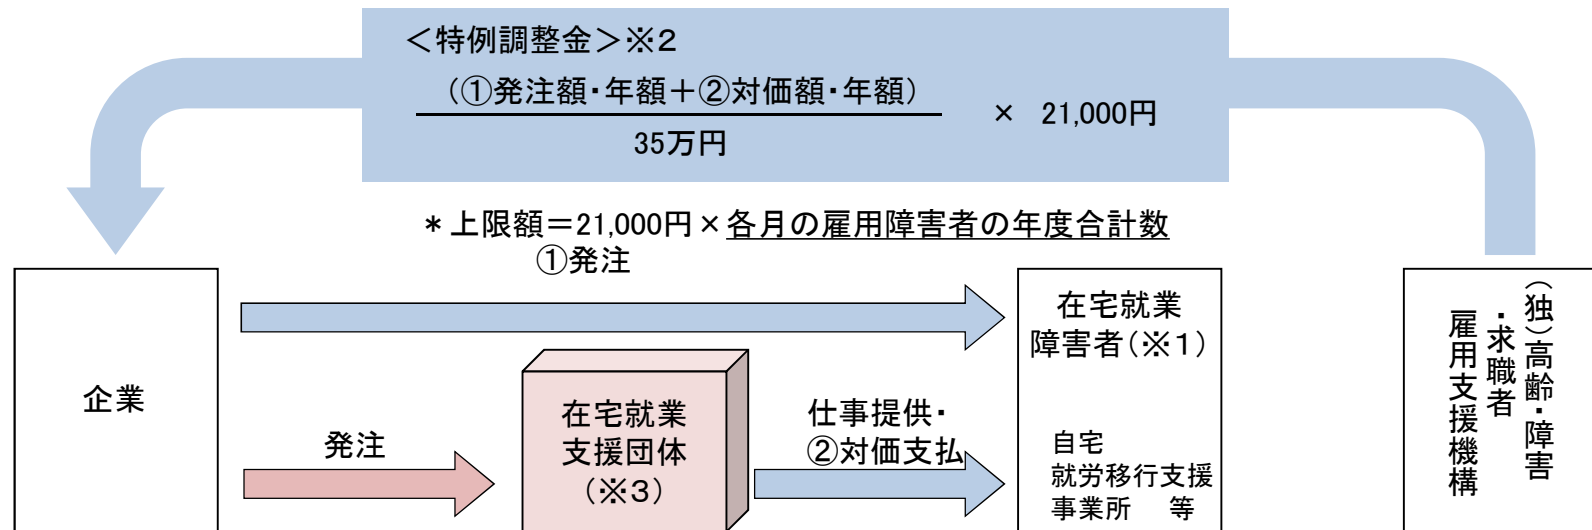 ＜特例調整金＞※２
（①発注額・年額＋②対価額・年額）
35万円
× 21,000円
＊上限額＝21,000円×各月の雇用障害者の年度合計数
①発注
企業
発注
在宅就業
支援団体
（※３）
仕事提供・
②対価支払
在宅就業
障害者（※１）
自宅
就労移行支援
事業所　等
（独）高齢・障害
・求職者
雇用支援機構